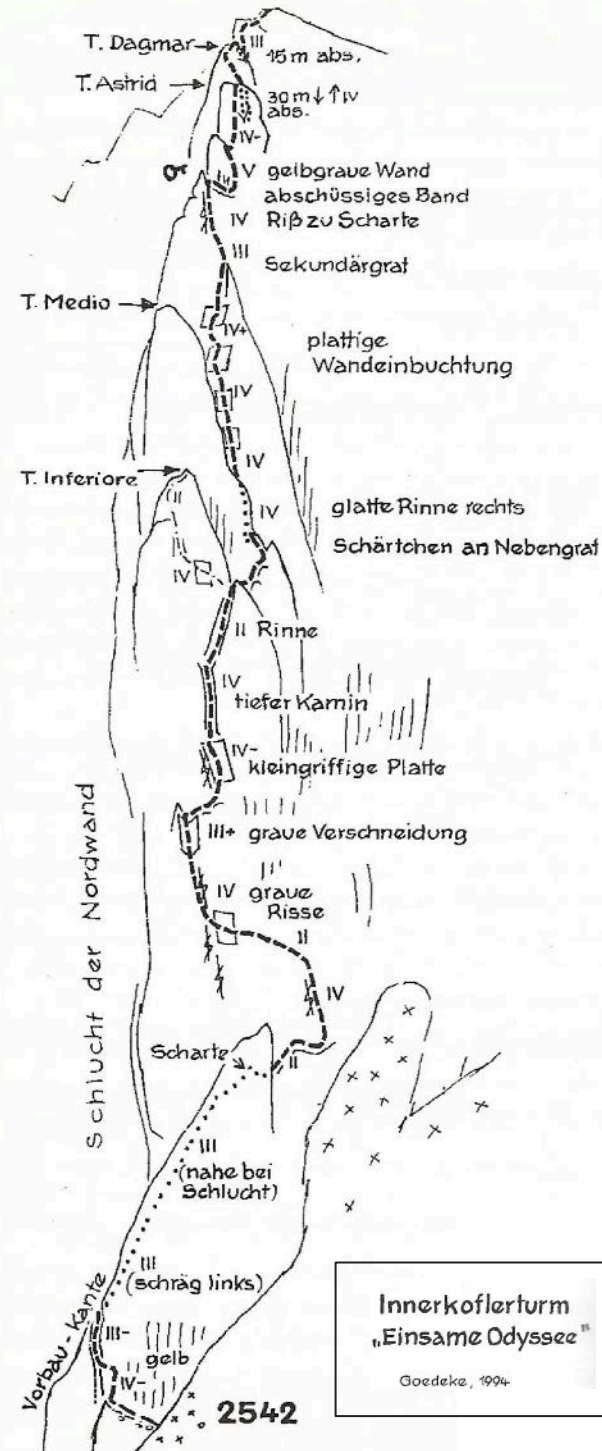 T. Dagmar
III
15 m abs.
T. Astrid
30 m ↓↑ IV
abs.
IV-
V gelbgraue Wand
abschüssiges Band
IV Riß zu Scharte
III
Sekundärgrat
T. Medio
IV+
plattige
Wandeinbuchtung
IV
IV
T. Inferiore
II
IV
glatte Rinne rechts
Schärtchen an Nebengrat
IV
II Rinne
IV
tiefer Kamin
IV-
kleingriffige Platte
III+ graue Verschneidung
IV graue
Risse
II
IV
Schlucht der Nordwand
Scharte
II
III
(nahe bei
Schlucht)
III
(schräg links)
Vorbau-Kante
III-
gelb
IV-
2542
Innerkoflerturm
„Einsame Odyssee"
Goedeke, 1994